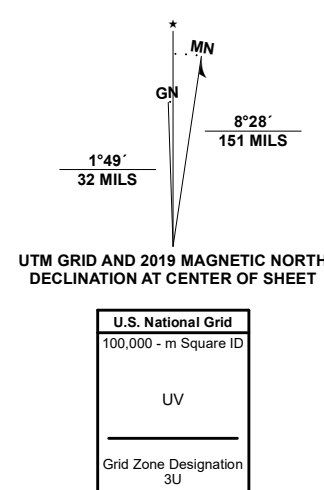 ★
MN
GN
8°28´
151 MILS
1°49´
32 MILS
UTM GRID AND 2019 MAGNETIC NORTH
DECLINATION AT CENTER OF SHEET
U.S. National Grid
100,000 - m Square ID
UV
Grid Zone Designation
3U